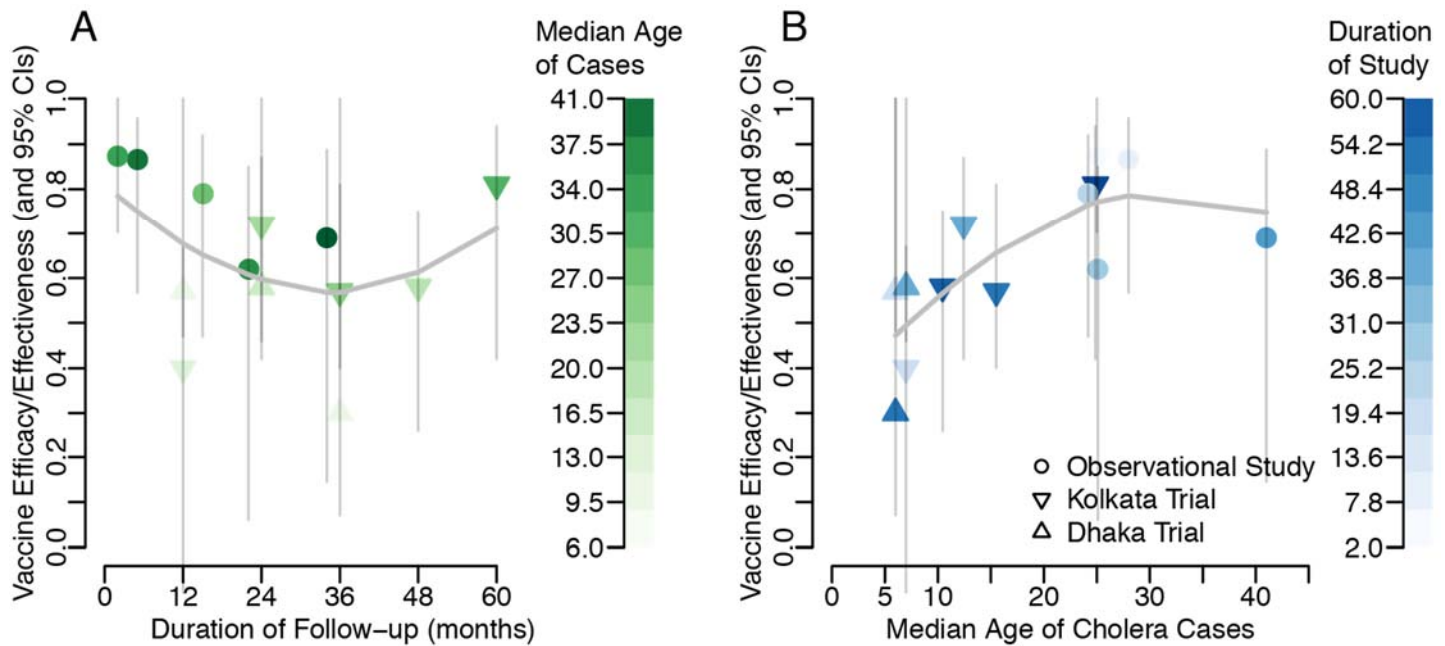 A
Median Age
of Cases
Vaccine Efficacy/Effectiveness (and 95% CIs)
1.0
0.8
0.6
0.4
0.2
0.0
0 12 24 36 48 60
Duration of Follow–up (months)
41.0
37.5
34.0
30.5
27.0
23.5
20.0
16.5
13.0
9.5
6.0
B
Duration
of Study
Vaccine Efficacy/Effectiveness (and 95% CIs)
1.0
0.8
0.6
0.4
0.2
0.0
Observational Study
Kolkata Trial
Dhaka Trial
0 5 10 20 30 40
Median Age of Cholera Cases
60.0
54.2
48.4
42.6
36.8
31.0
25.2
19.4
13.6
7.8
2.0